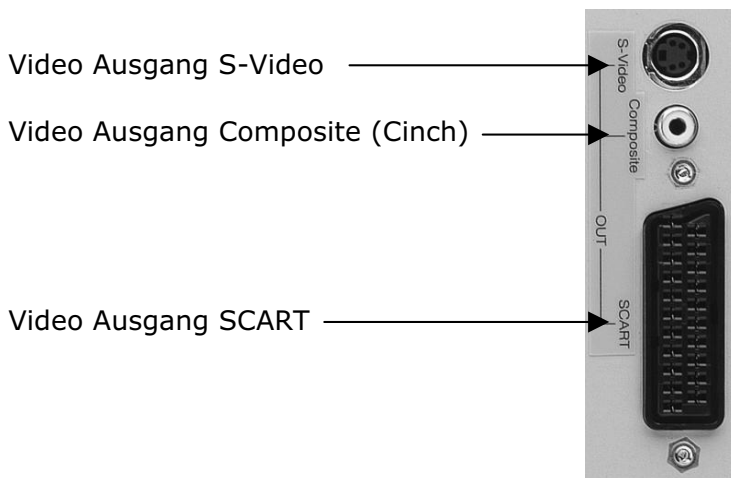 Video Ausgang S-Video
S-Video
Video Ausgang Composite (Cinch)
Composite
OUT
Video Ausgang SCART
SCART